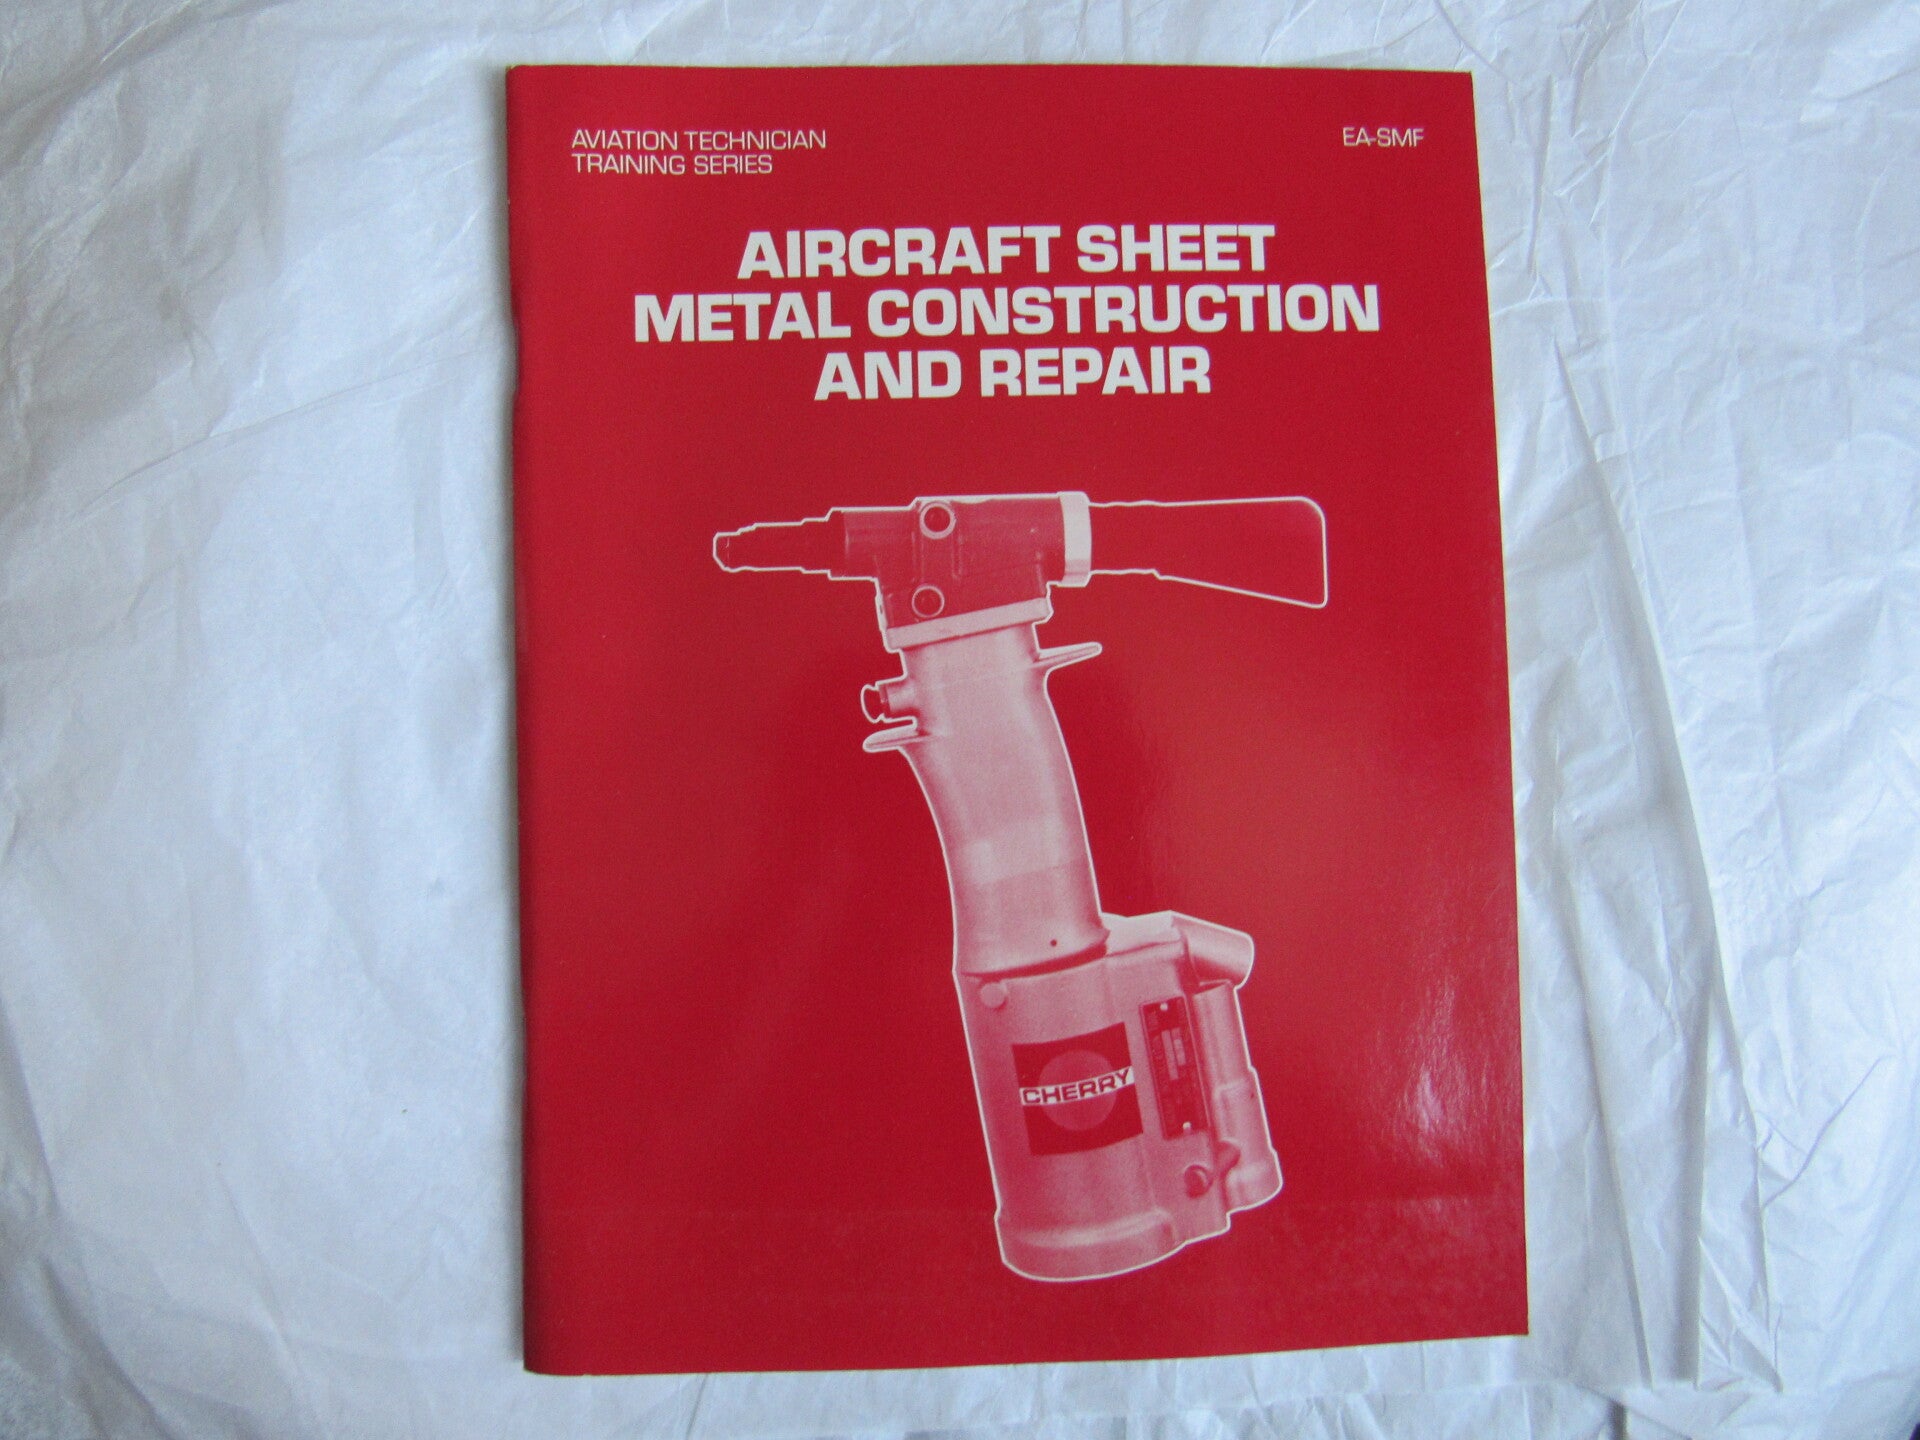 AVIATION TECHNICIAN
TRAINING SERIES
EA-SMF
AIRCRAFT SHEET
METAL CONSTRUCTION
AND REPAIR
CHERRY